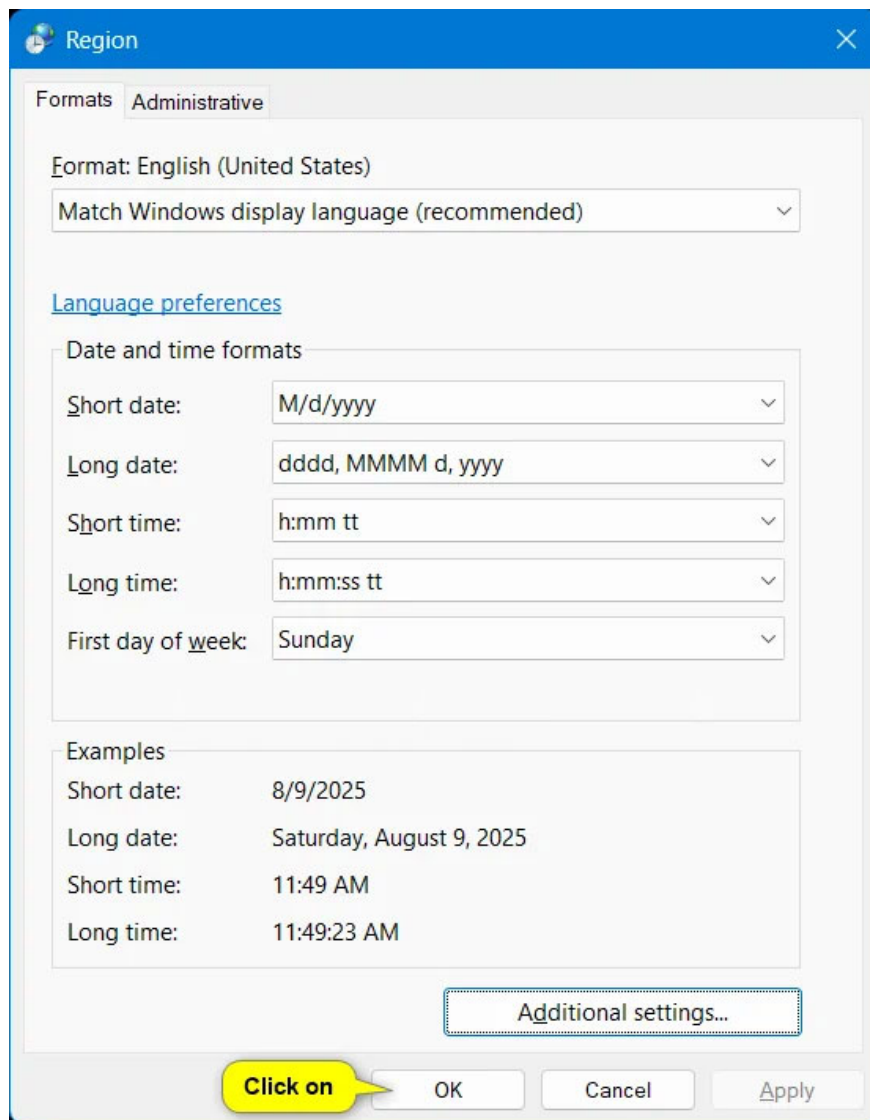 Region
Formats Administrative
Format: English (United States)
Match Windows display language (recommended)
Language preferences
Date and time formats
Short date: M/d/yyyy
Long date: dddd, MMMM d, yyyy
Short time: h:mm tt
Long time: h:mm:ss tt
First day of week: Sunday
Examples
Short date: 8/9/2025
Long date: Saturday, August 9, 2025
Short time: 11:49 AM
Long time: 11:49:23 AM
Additional settings...
Click on OK Cancel Apply